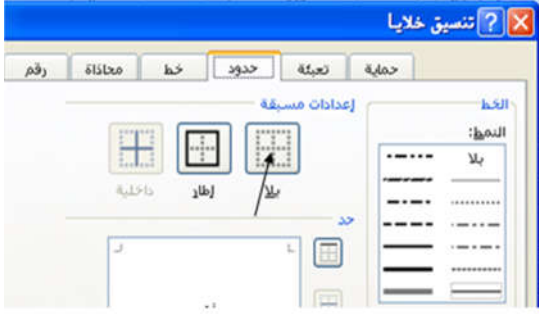 تنسيق خلايا
رقم محاذاة خط حدود تعبئة حماية
الخط
النمط:
بلا
إعدادات مسبقة
بلا إطار داخلية
حد